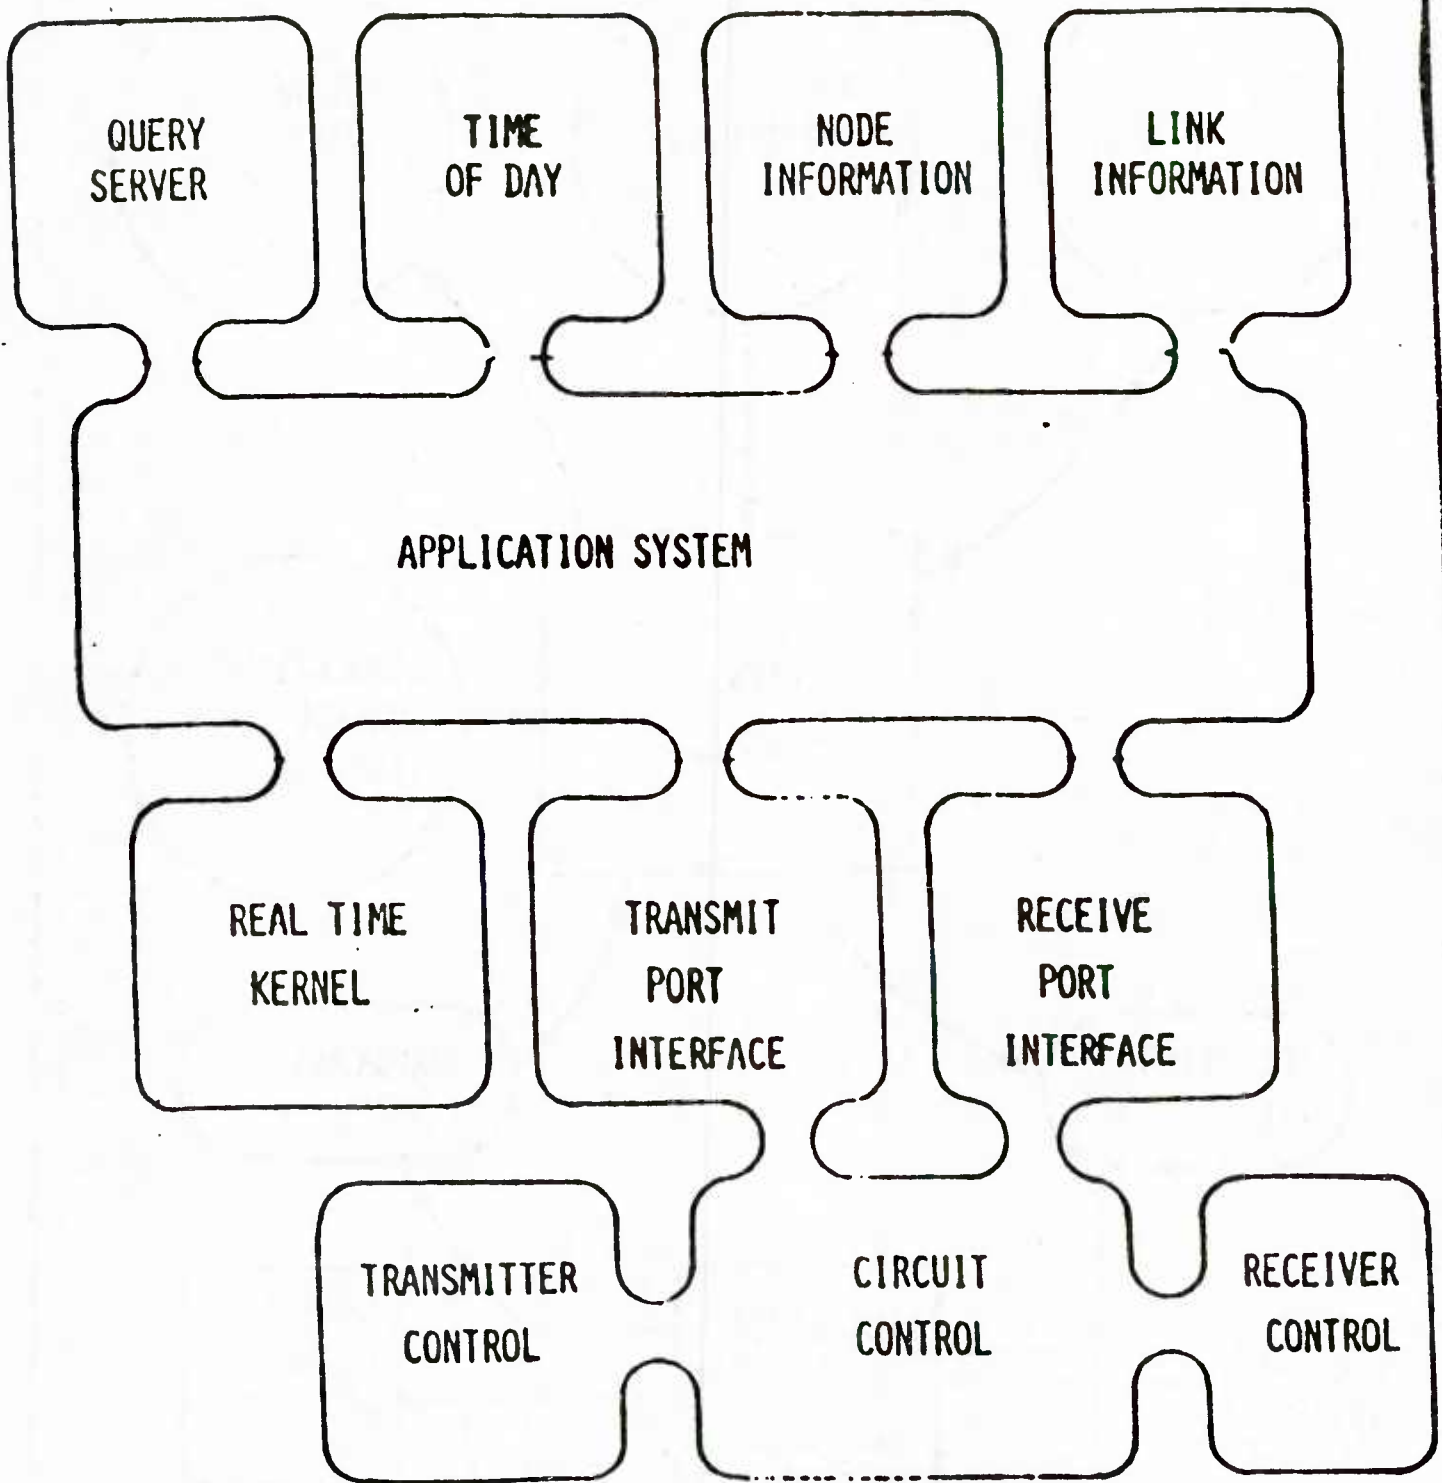 QUERY
SERVER
TIME
OF DAY
NODE
INFORMATION
LINK
INFORMATION
APPLICATION SYSTEM
REAL TIME
KERNEL
TRANSMIT
PORT
INTERFACE
RECEIVE
PORT
INTERFACE
TRANSMITTER
CONTROL
CIRCUIT
CONTROL
RECEIVER
CONTROL